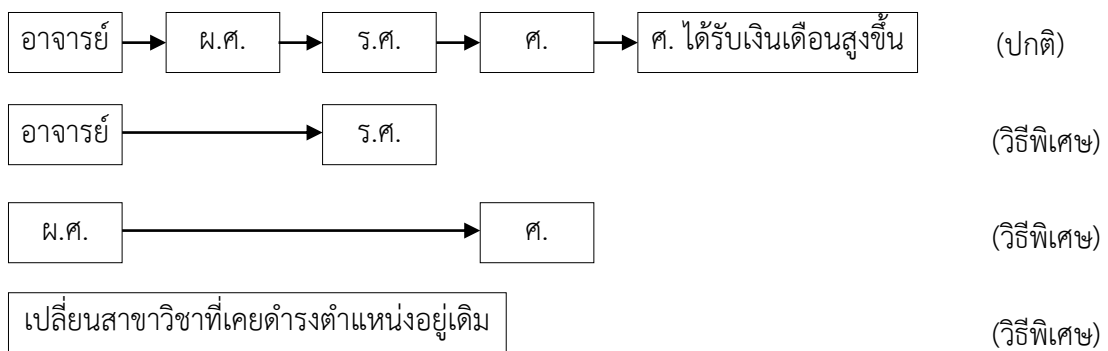 อาจารย์ ผ.ศ. ร.ศ. ศ. ศ. ได้รับเงินเดือนสูงขึ้น (ปกติ)
อาจารย์ ร.ศ. (วิธีพิเศษ)
ผ.ศ. ศ. (วิธีพิเศษ)
เปลี่ยนสาขาวิชาที่เคยดำรงตำแหน่งอยู่เดิม (วิธีพิเศษ)